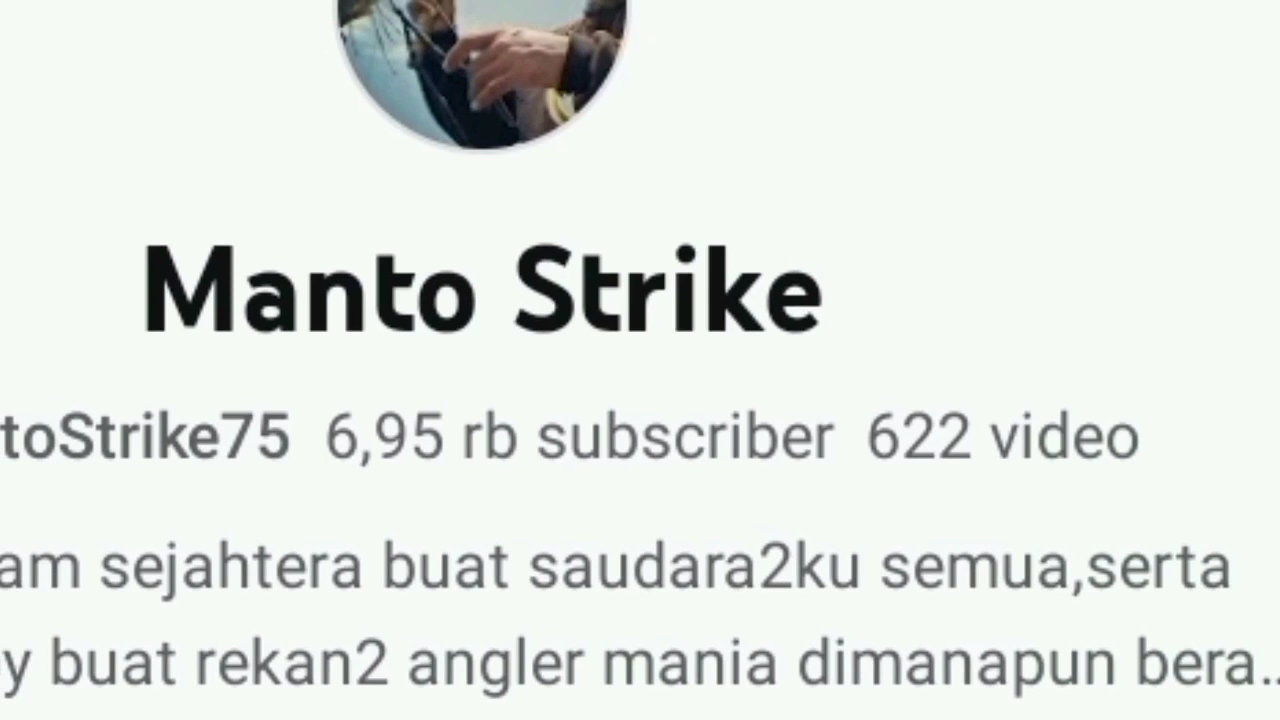 Manto Strike
toStrike75 6,95 rb subscriber 622 video
am sejahtera buat saudara2ku semua,serta
y buat rekan2 angler mania dimanapun bera..